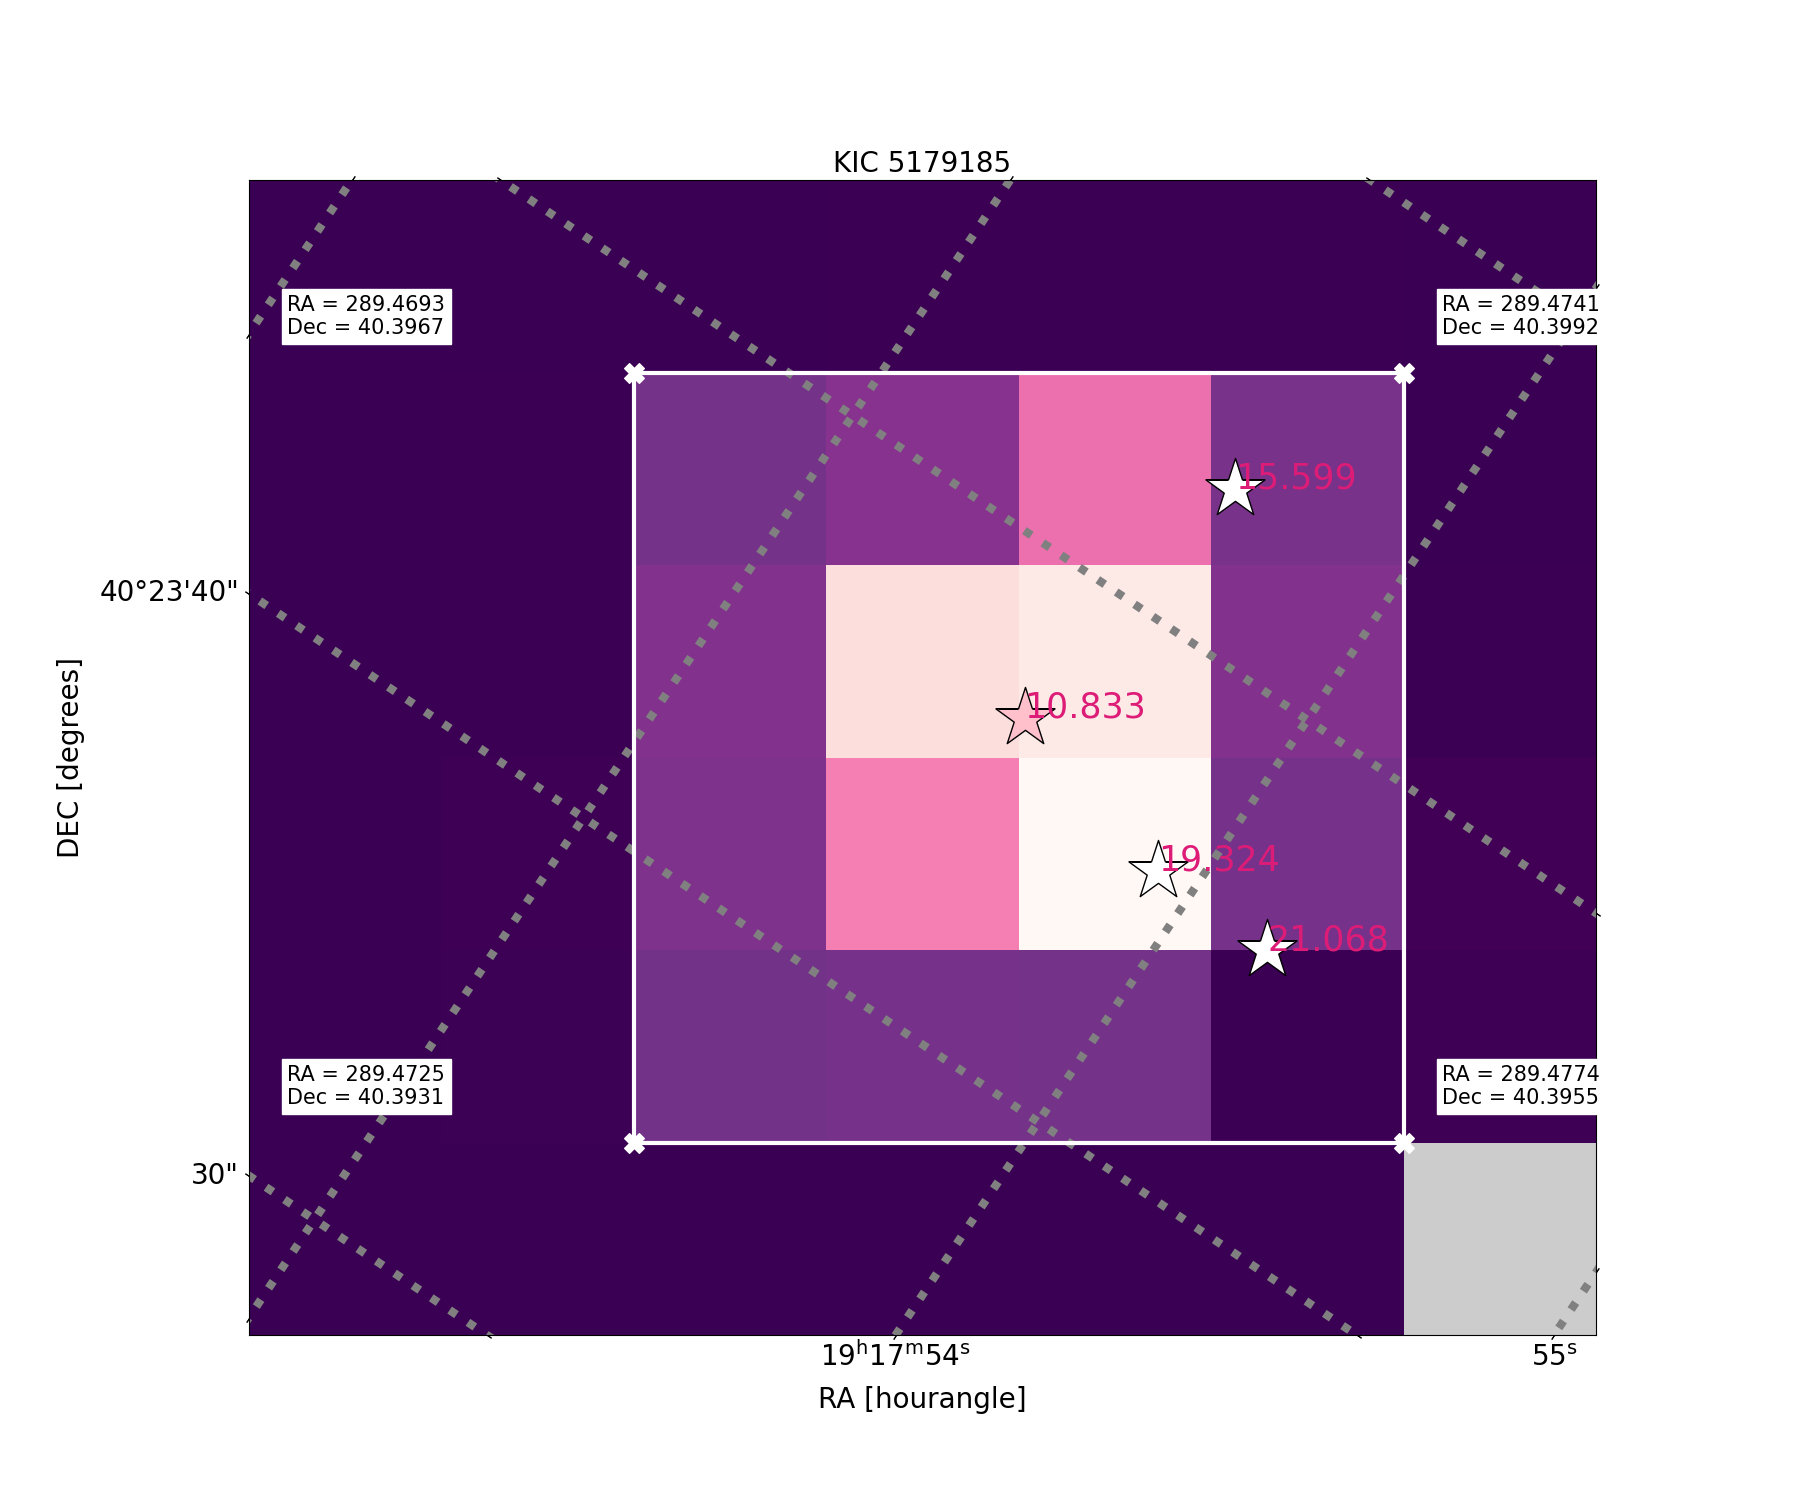 KIC 5179185
RA = 289.4693
Dec = 40.3967
RA = 289.4741
Dec = 40.3992
15.599
40°23'40"
10.833
DEC [degrees]
19.324
21.068
RA = 289.4725
Dec = 40.3931
RA = 289.4774
Dec = 40.3955
30"
19ʰ17ᵐ54ˢ
55ˢ
RA [hourangle]